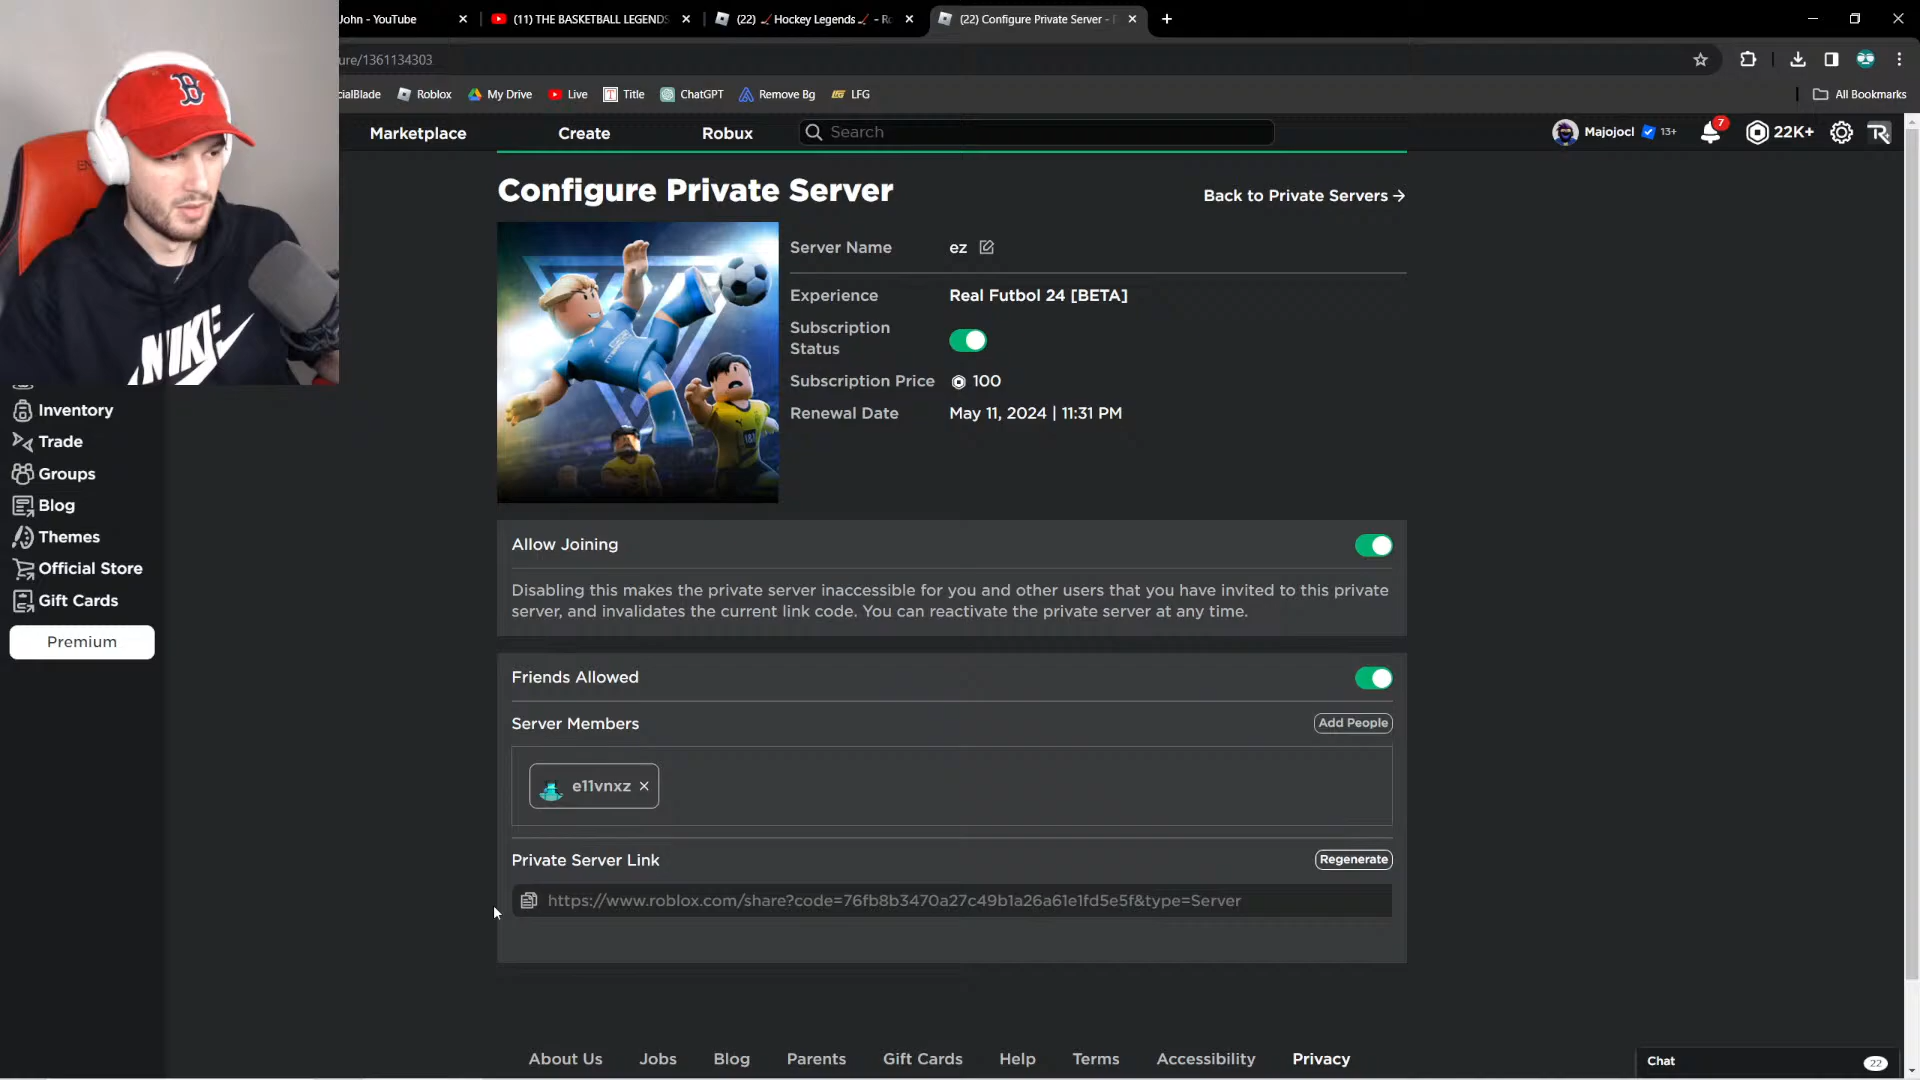 John - YouTube
(11) THE BASKETBALL LEGENDS
(22) 🏒Hockey Legends🏒 - Ro
(22) Configure Private Server - R
ure/1361134303
cialBlade
Roblox
My Drive
Live
Title
ChatGPT
Remove Bg
LFG
All Bookmarks
Marketplace
Create
Robux
Search
Majojocl
13+
7
22K+
B
NIKE
Configure Private Server
Back to Private Servers →
Server Name ez
Experience Real Futbol 24 [BETA]
Subscription
Status
Subscription Price 100
Renewal Date May 11, 2024 | 11:31 PM
Inventory
Trade
Groups
Blog
Themes
Official Store
Gift Cards
Premium
Allow Joining
Disabling this makes the private server inaccessible for you and other users that you have invited to this private
server, and invalidates the current link code. You can reactivate the private server at any time.
Friends Allowed
Server Members
Add People
e11vnxz
Private Server Link
Regenerate
https://www.roblox.com/share?code=76fb8b3470a27c49b1a26a61e1fd5e5f&type=Server
About Us
Jobs
Blog
Parents
Gift Cards
Help
Terms
Accessibility
Privacy
Chat
22